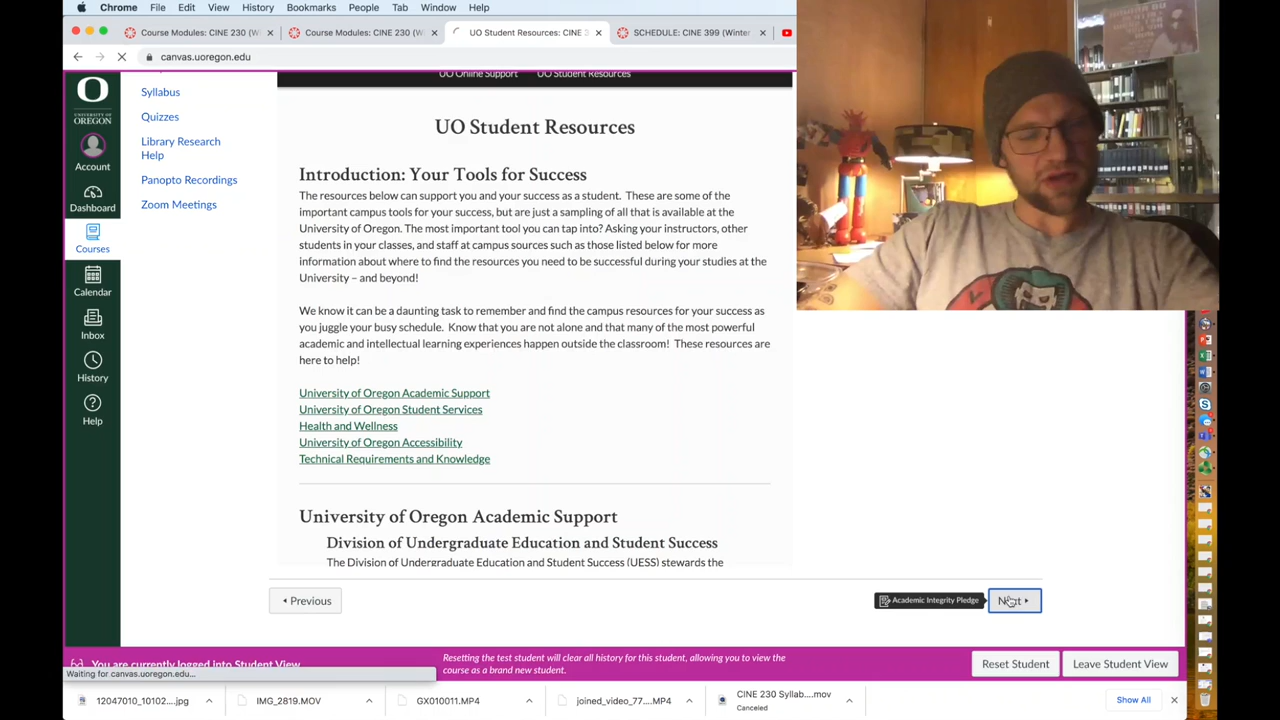 Chrome File Edit View History Bookmarks People Tab Window Help
Course Modules: CINE 230 (W
Course Modules: CINE 230 (W
UO Student Resources: CINE
SCHEDULE: CINE 399 (Winter
canvas.uoregon.edu
UO Online Support UO Student Resources
O
UNIVERSITY OF OREGON
Account
Dashboard
Courses
Calendar
Inbox
History
Help
Syllabus
Quizzes
Library Research
Help
Panopto Recordings
Zoom Meetings
UO Student Resources
Introduction: Your Tools for Success
The resources below can support you and your success as a student. These are some of the
important campus tools for your success, but are just a sampling of all that is available at the
University of Oregon. The most important tool you can tap into? Asking your instructors, other
students in your classes, and staff at campus sources such as those listed below for more
information about where to find the resources you need to be successful during your studies at the
University – and beyond!
We know it can be a daunting task to remember and find the campus resources for your success as
you juggle your busy schedule. Know that you are not alone and that many of the most powerful
academic and intellectual learning experiences happen outside the classroom! These resources are
here to help!
University of Oregon Academic Support
University of Oregon Student Services
Health and Wellness
University of Oregon Accessibility
Technical Requirements and Knowledge
University of Oregon Academic Support
Division of Undergraduate Education and Student Success
The Division of Undergraduate Education and Student Success (UESS) stewards the
Previous
Academic Integrity Pledge
Next
You are currently logged into Student View
Resetting the test student will clear all history for this student, allowing you to view the
course as a brand new student.
Reset Student
Leave Student View
Waiting for canvas.uoregon.edu...
12047010_10102....jpg
IMG_2819.MOV
GX010011.MP4
joined_video_77....MP4
CINE 230 Syllab....mov
Canceled
Show All